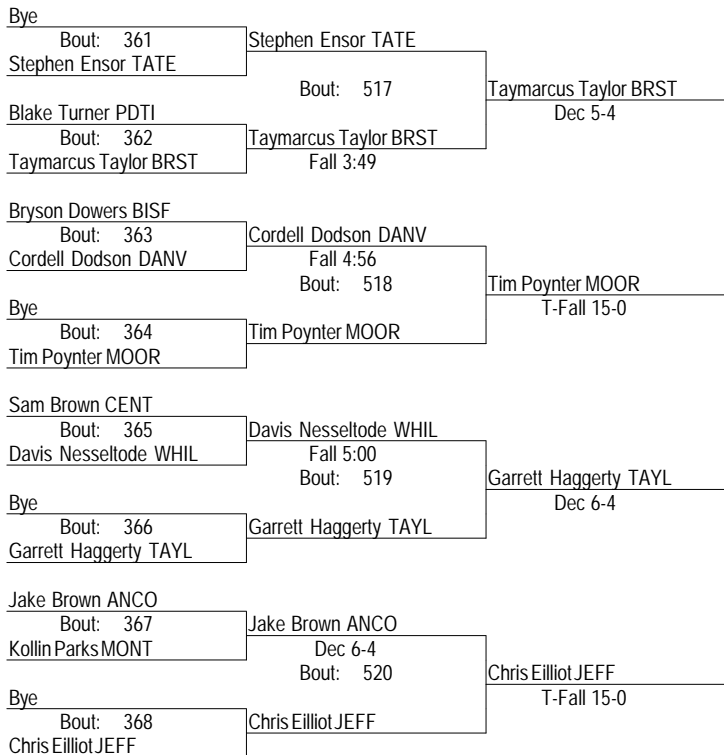 Bye
Bout: 361
Stephen Ensor TATE
Stephen Ensor TATE
Bout: 517
Taymarcus Taylor BRST
Dec 5-4
Blake Turner PDTI
Bout: 362
Taymarcus Taylor BRST
Taymarcus Taylor BRST
Fall 3:49
Bryson Dowers BISF
Bout: 363
Cordell Dodson DANV
Cordell Dodson DANV
Fall 4:56
Bout: 518
Tim Poynter MOOR
T-Fall 15-0
Bye
Bout: 364
Tim Poynter MOOR
Tim Poynter MOOR
Sam Brown CENT
Bout: 365
Davis Nesseltode WHIL
Davis Nesseltode WHIL
Fall 5:00
Bout: 519
Garrett Haggerty TAYL
Dec 6-4
Bye
Bout: 366
Garrett Haggerty TAYL
Garrett Haggerty TAYL
Jake Brown ANCO
Bout: 367
Kollin Parks MONT
Jake Brown ANCO
Dec 6-4
Bout: 520
Chris Eilliot JEFF
T-Fall 15-0
Bye
Bout: 368
Chris Eilliot JEFF
Chris Eilliot JEFF